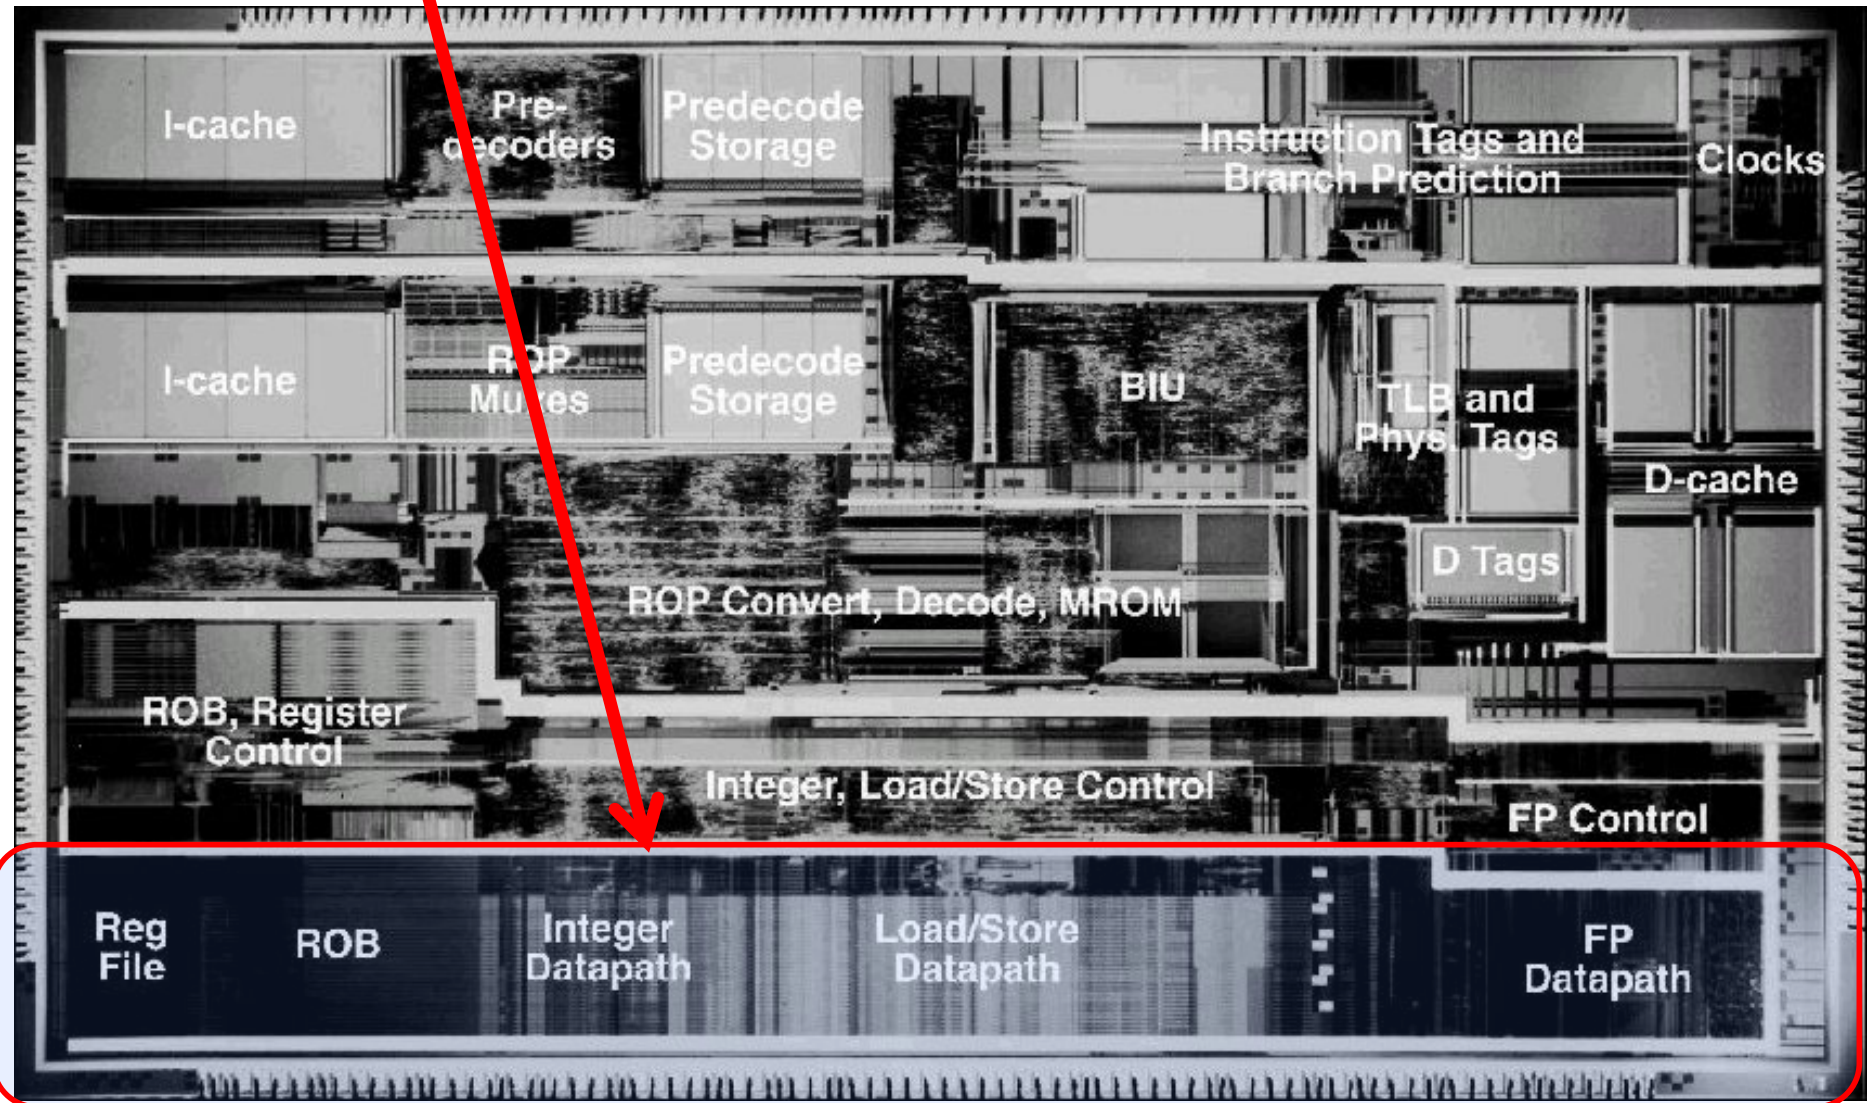 I-cache
Pre-
decoders
Predecode
Storage
Instruction Tags and
Branch Prediction
Clocks
I-cache
ROP
Muxes
Predecode
Storage
BIU
TLB and
Phys. Tags
D-cache
D Tags
ROP Convert, Decode, MROM
ROB, Register
Control
Integer, Load/Store Control
FP Control
Reg
File
ROB
Integer
Datapath
Load/Store
Datapath
FP
Datapath